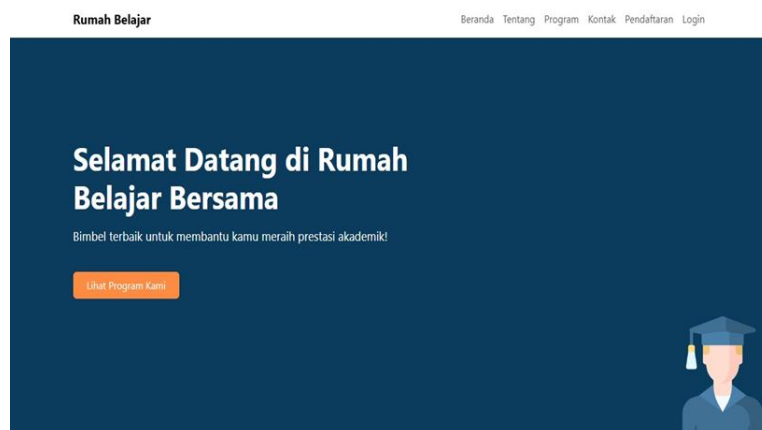 Rumah Belajar
Beranda Tentang Program Kontak Pendaftaran Login
Selamat Datang di Rumah
Belajar Bersama
Bimbel terbaik untuk membantu kamu meraih prestasi akademik!
Lihat Program Kami